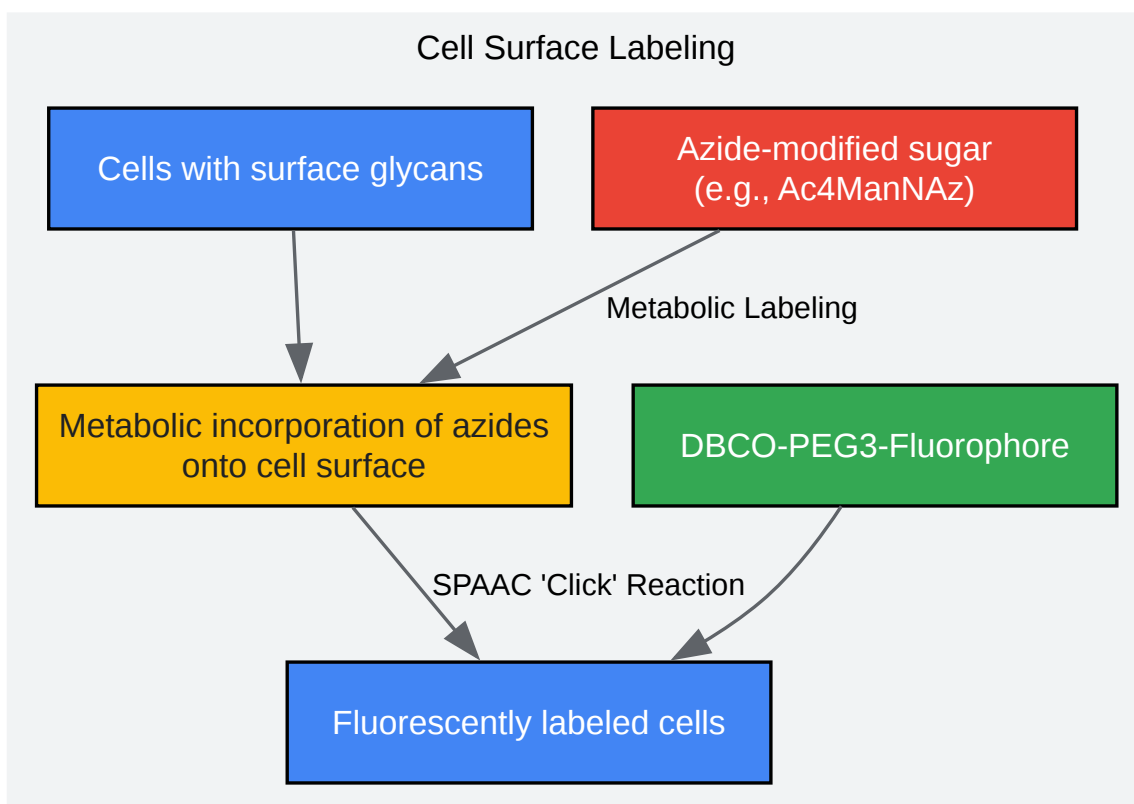 Cell Surface Labeling
Cells with surface glycans
Azide-modified sugar
(e.g., Ac4ManNAz)
Metabolic Labeling
Metabolic incorporation of azides
onto cell surface
DBCO-PEG3-Fluorophore
SPAAC 'Click' Reaction
Fluorescently labeled cells